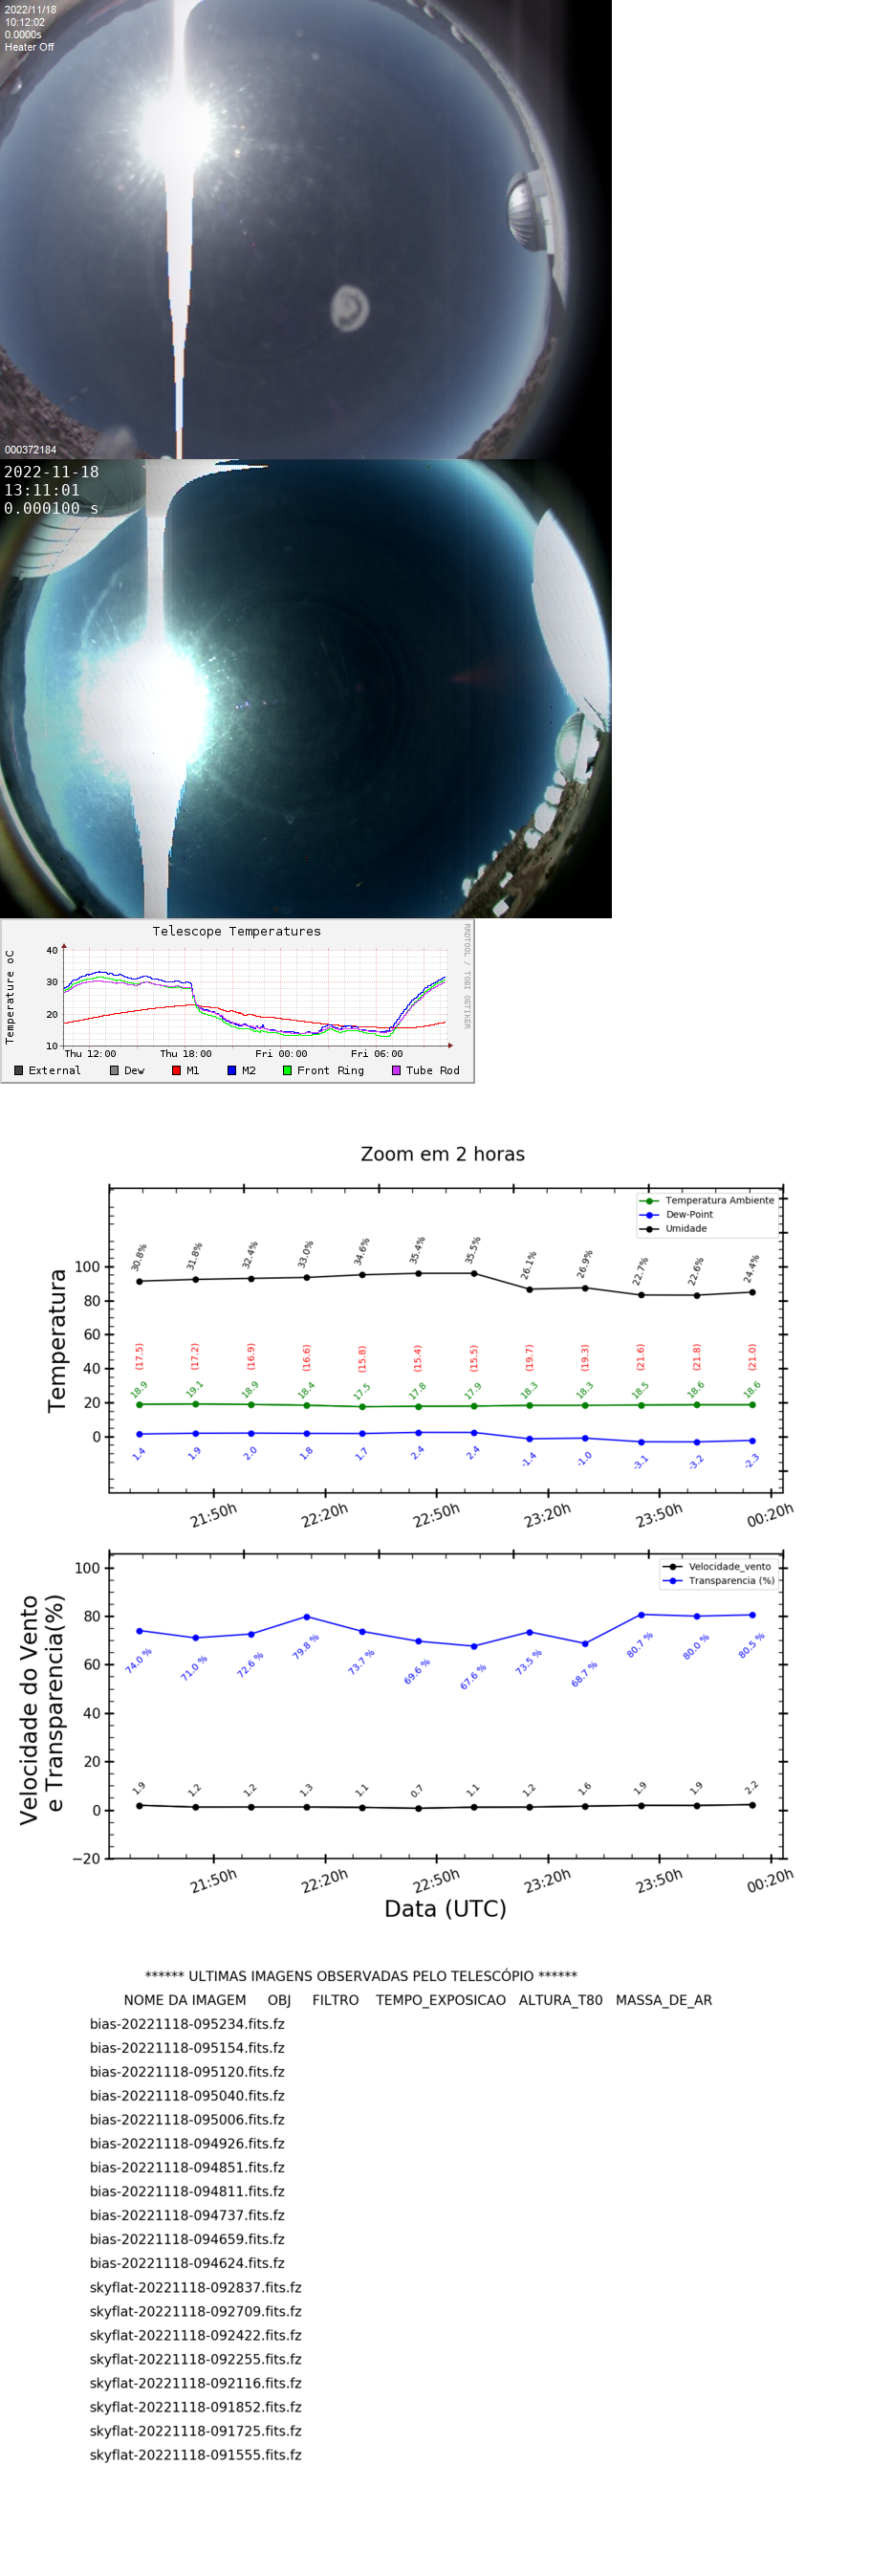 2022/11/18
10:12:02
0.0000s
Heater Off
000372184
2022-11-18
13:11:01
0.000100 s
Telescope Temperatures
RRDTOOL / TOBI OETIKER
Temperature oC
40
30
20
10
Thu 12:00 Thu 18:00 Fri 00:00 Fri 06:00
External Dew M1 M2 Front Ring Tube Rod
Zoom em 2 horas
Temperatura Ambiente
Dew-Point
Umidade
Temperatura
100
80
60
40
20
0
30.8% 31.8% 32.4% 33.0% 34.6% 35.4% 35.5% 26.1% 26.9% 22.7% 22.6% 24.4%
(17.5) (17.2) (16.9) (16.6) (15.8) (15.4) (15.5) (19.7) (19.3) (21.6) (21.8) (21.0)
18.9 19.1 18.9 18.4 17.5 17.8 17.9 18.3 18.3 18.5 18.6 18.6
1.4 1.9 2.0 1.8 1.7 2.4 2.4 -1.4 -1.0 -3.1 -3.2 -2.3
21:50h 22:20h 22:50h 23:20h 23:50h 00:20h
Velocidade_vento
Transparencia (%)
Velocidade do Vento
e Transparencia(%)
100
80
60
40
20
0
−20
74.0 % 71.0 % 72.6 % 79.8 % 73.7 % 69.6 % 67.6 % 73.5 % 68.7 % 80.7 % 80.0 % 80.5 %
1.9 1.2 1.2 1.3 1.1 0.7 1.1 1.2 1.6 1.9 1.9 2.2
21:50h 22:20h 22:50h 23:20h 23:50h 00:20h
Data (UTC)
****** ULTIMAS IMAGENS OBSERVADAS PELO TELESCÓPIO ******
NOME DA IMAGEM OBJ FILTRO TEMPO_EXPOSICAO ALTURA_T80 MASSA_DE_AR
bias-20221118-095234.fits.fz
bias-20221118-095154.fits.fz
bias-20221118-095120.fits.fz
bias-20221118-095040.fits.fz
bias-20221118-095006.fits.fz
bias-20221118-094926.fits.fz
bias-20221118-094851.fits.fz
bias-20221118-094811.fits.fz
bias-20221118-094737.fits.fz
bias-20221118-094659.fits.fz
bias-20221118-094624.fits.fz
skyflat-20221118-092837.fits.fz
skyflat-20221118-092709.fits.fz
skyflat-20221118-092422.fits.fz
skyflat-20221118-092255.fits.fz
skyflat-20221118-092116.fits.fz
skyflat-20221118-091852.fits.fz
skyflat-20221118-091725.fits.fz
skyflat-20221118-091555.fits.fz